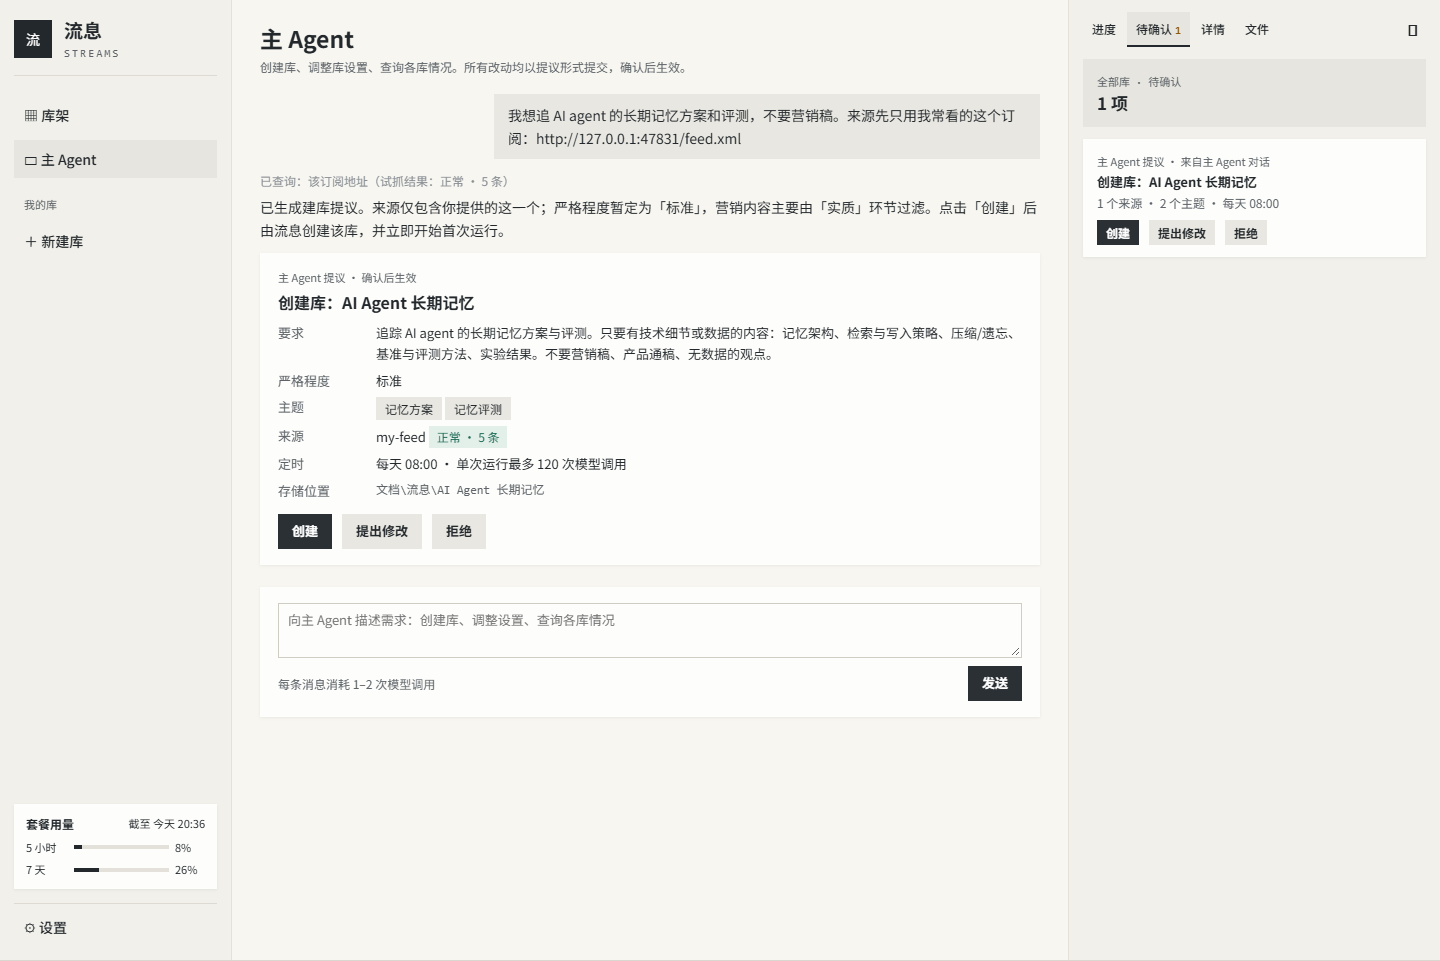 流
流息
STREAMS
库架
主 Agent
我的库
新建库
套餐用量 截至 今天 20:36
5 小时 8%
7 天 26%
设置
主 Agent
创建库、调整库设置、查询各库情况。所有改动均以提议形式提交，确认后生效。
我想追 AI agent 的长期记忆方案和评测，不要营销稿。来源先只用我常看的这个订
阅：http://127.0.0.1:47831/feed.xml
已查询：该订阅地址（试抓结果：正常 · 5 条）
已生成建库提议。来源仅包含你提供的这一个；严格程度暂定为「标准」，营销内容主要由「实质」环节过滤。点击「创建」后
由流息创建该库，并立即开始首次运行。
主 Agent 提议 · 确认后生效
创建库：AI Agent 长期记忆
要求 追踪 AI agent 的长期记忆方案与评测。只要有技术细节或数据的内容：记忆架构、检索与写入策略、压缩/遗忘、
基准与评测方法、实验结果。不要营销稿、产品通稿、无数据的观点。
严格程度 标准
主题 记忆方案 记忆评测
来源 my-feed 正常 · 5 条
定时 每天 08:00 · 单次运行最多 120 次模型调用
存储位置 文档\流息\AI Agent 长期记忆
创建 提出修改 拒绝
向主 Agent 描述需求：创建库、调整设置、查询各库情况
每条消息消耗 1–2 次模型调用
发送
进度 待确认 1 详情 文件
全部库 · 待确认
1 项
主 Agent 提议 · 来自主 Agent 对话
创建库：AI Agent 长期记忆
1 个来源 · 2 个主题 · 每天 08:00
创建 提出修改 拒绝